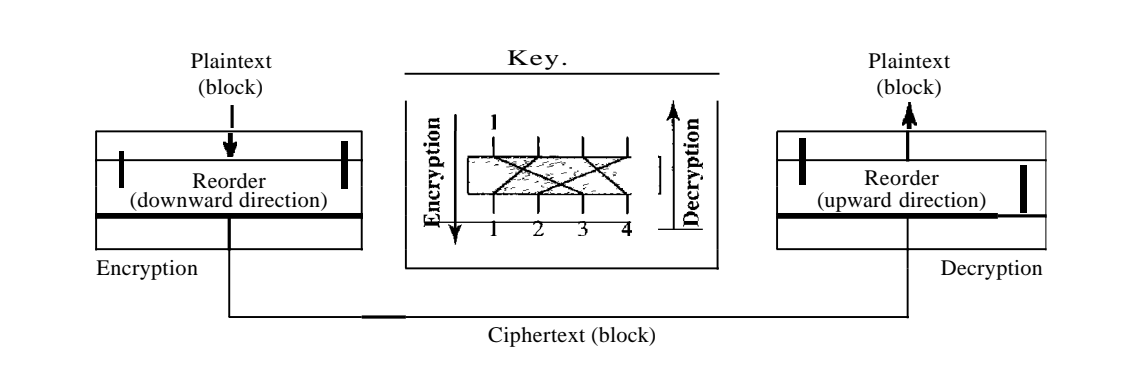 Key.
Plaintext
(block)
Plaintext
(block)
Encryption
1
Decryption
Reorder
(downward direction)
Reorder
(upward direction)
1 2 3 4
Encryption
Decryption
Ciphertext (block)